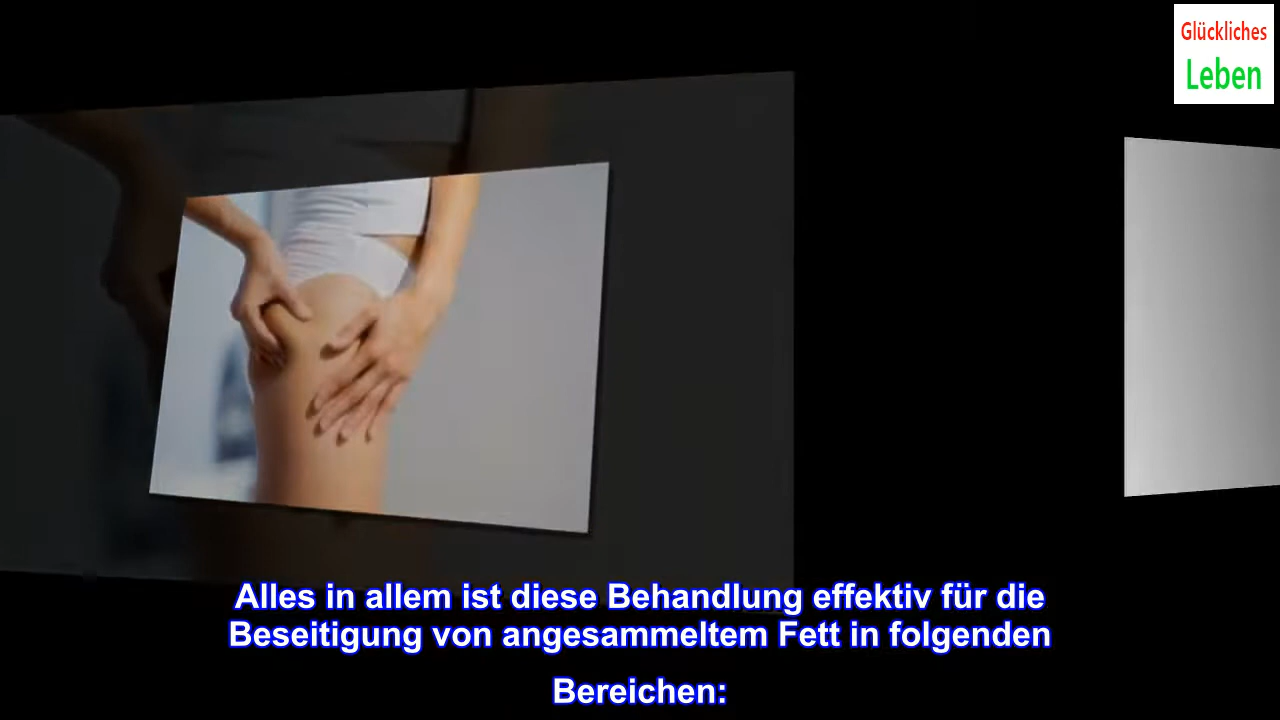 Glückliches
Leben
Alles in allem ist diese Behandlung effektiv für die
Beseitigung von angesammeltem Fett in folgenden
Bereichen: